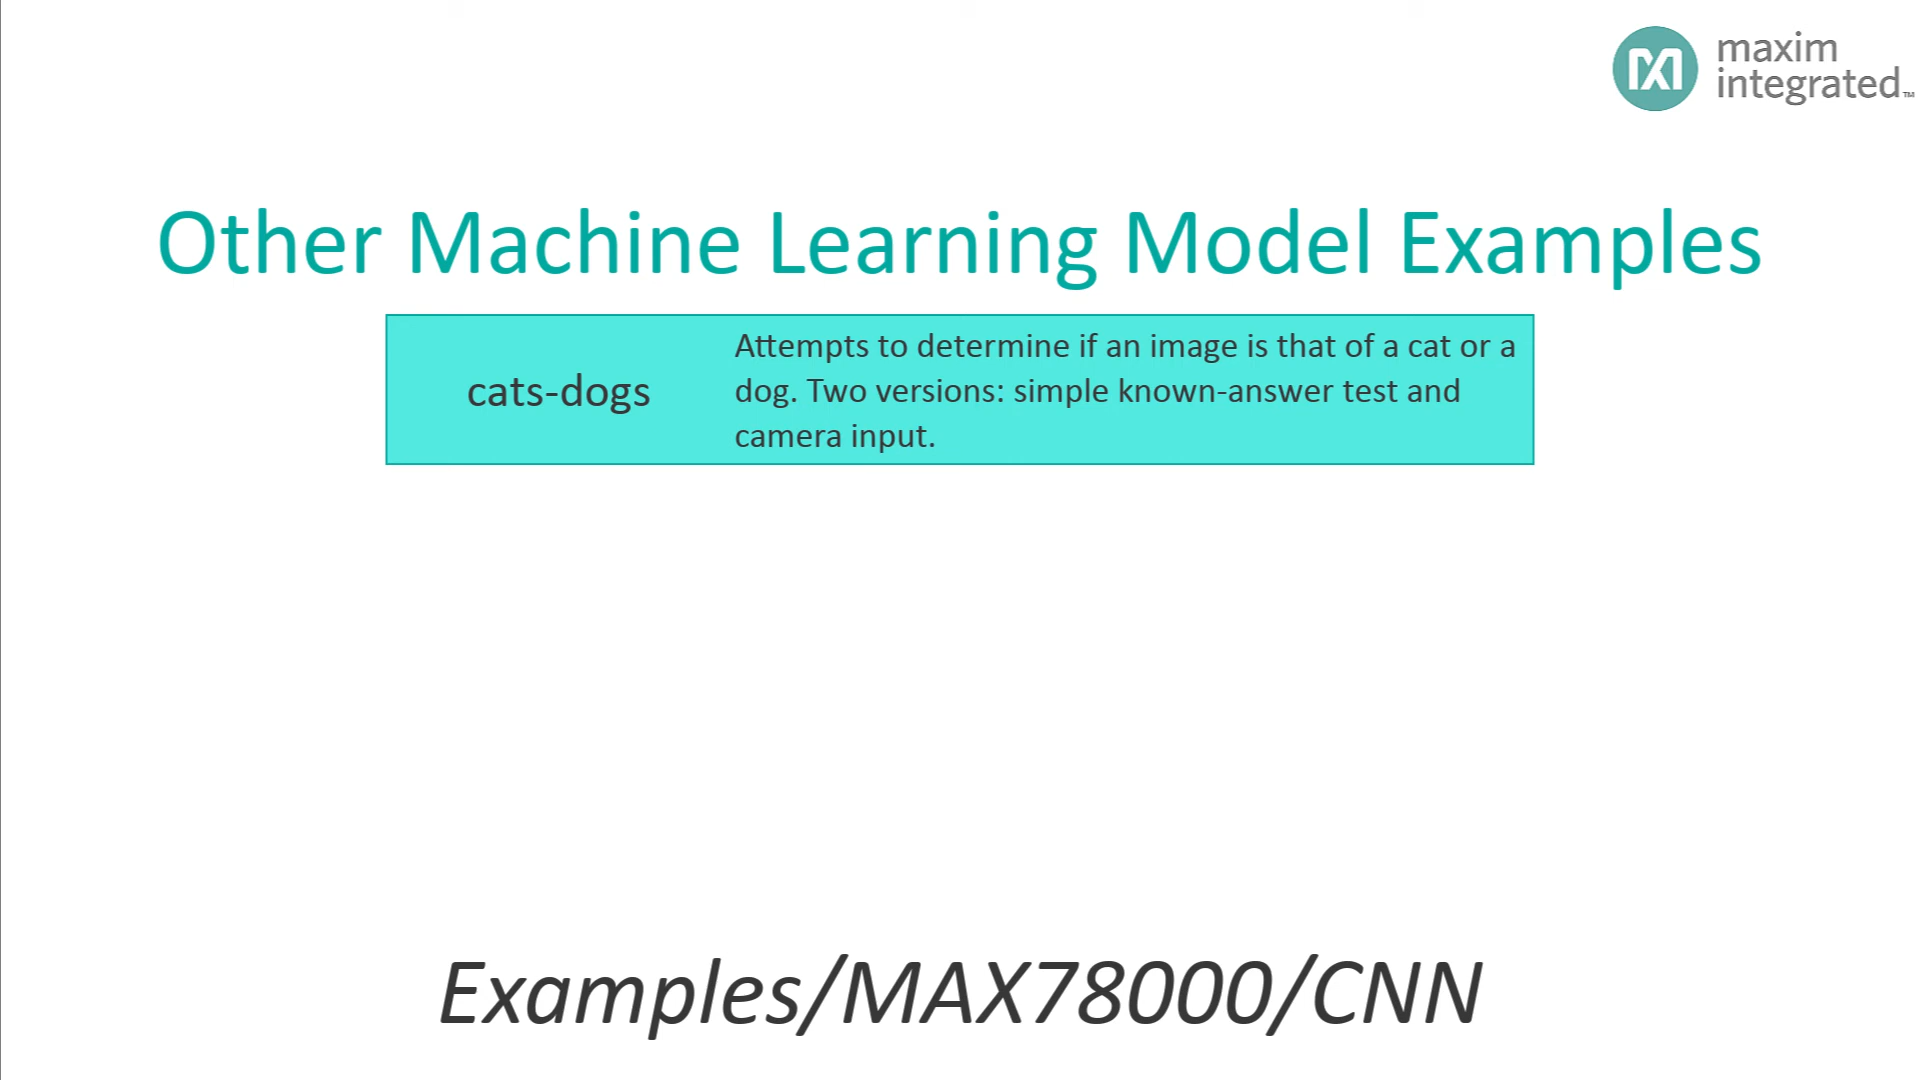 maxim
integrated™
Other Machine Learning Model Examples
cats-dogs
Attempts to determine if an image is that of a cat or a
dog. Two versions: simple known-answer test and
camera input.
Examples/MAX78000/CNN